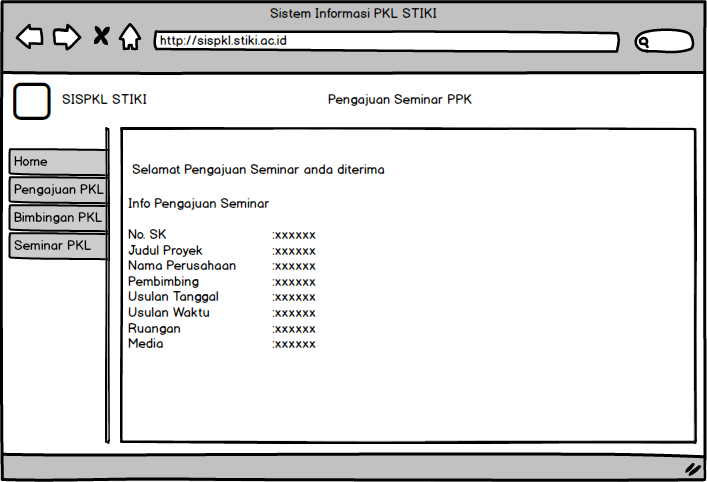 Sistem Informasi PKL STIKI
http://sispkl.stiki.ac.id
SISPKL STIKI
Pengajuan Seminar PPK
Home
Pengajuan PKL
Bimbingan PKL
Seminar PKL
Selamat Pengajuan Seminar anda diterima
Info Pengajuan Seminar
No. SK :xxxxxx
Judul Proyek :xxxxxx
Nama Perusahaan :xxxxxx
Pembimbing :xxxxxx
Usulan Tanggal :xxxxxx
Usulan Waktu :xxxxxx
Ruangan :xxxxxx
Media :xxxxxx